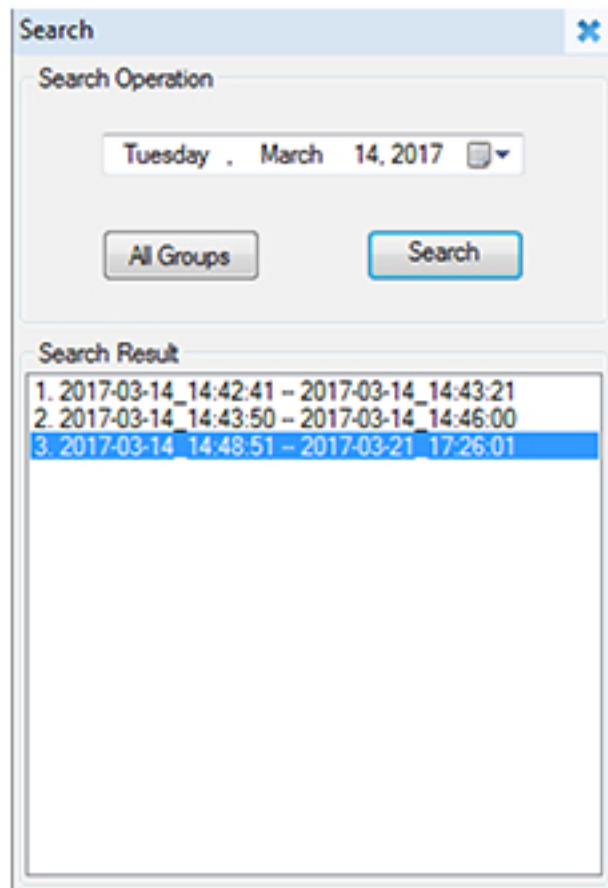 Search
Search Operation
Tuesday , March 14, 2017
All Groups Search
Search Result
1. 2017-03-14_14:42:41 -- 2017-03-14_14:43:21
2. 2017-03-14_14:43:50 -- 2017-03-14_14:46:00
3. 2017-03-14_14:48:51 -- 2017-03-21_17:26:01